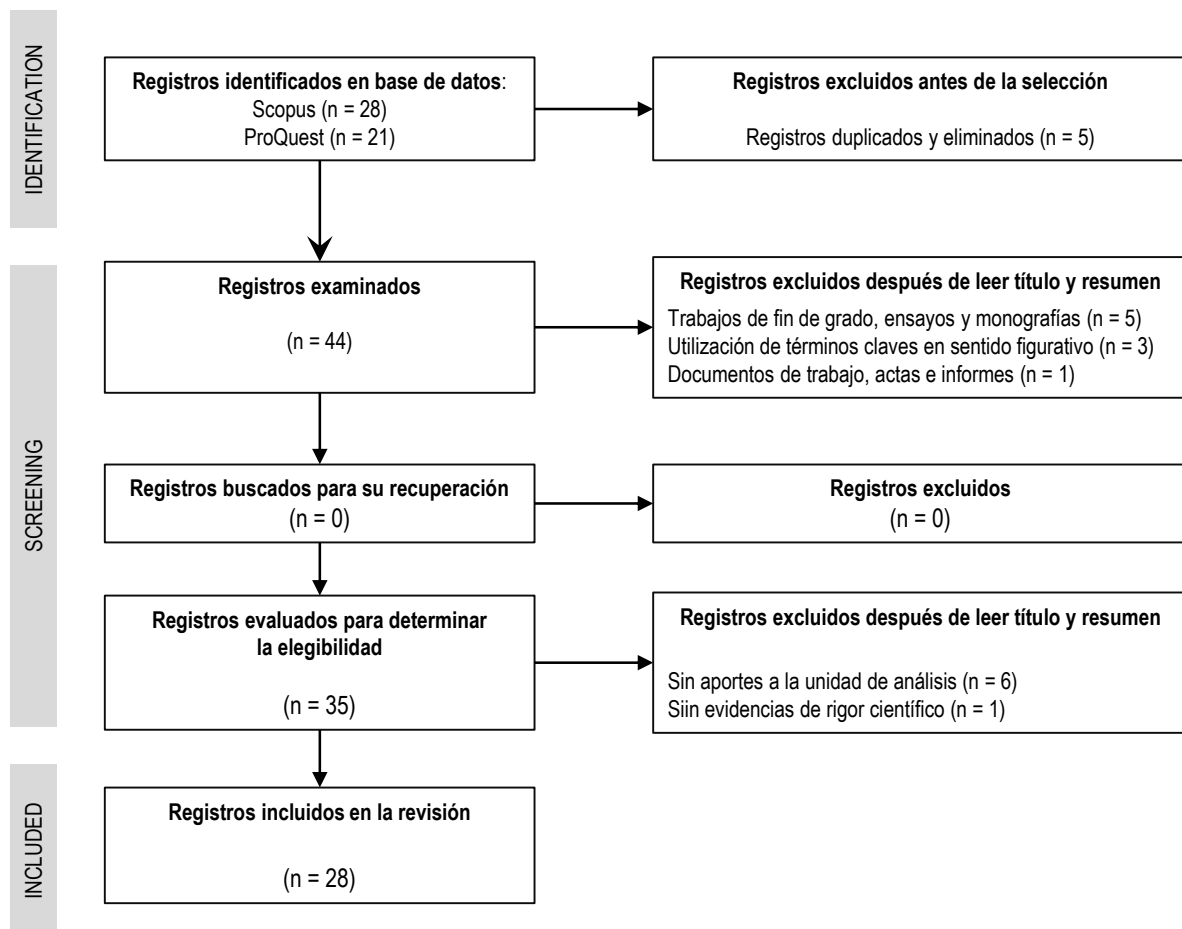 IDENTIFICATION
Registros identificados en base de datos:
Scopus (n = 28)
ProQuest (n = 21)
Registros excluidos antes de la selección
Registros duplicados y eliminados (n = 5)
SCREENING
Registros examinados
(n = 44)
Registros excluidos después de leer título y resumen
Trabajos de fin de grado, ensayos y monografías (n = 5)
Utilización de términos claves en sentido figurativo (n = 3)
Documentos de trabajo, actas e informes (n = 1)
Registros buscados para su recuperación
(n = 0)
Registros excluidos
(n = 0)
Registros evaluados para determinar
la elegibilidad
(n = 35)
Registros excluidos después de leer título y resumen
Sin aportes a la unidad de análisis (n = 6)
Siin evidencias de rigor científico (n = 1)
INCLUDED
Registros incluidos en la revisión
(n = 28)